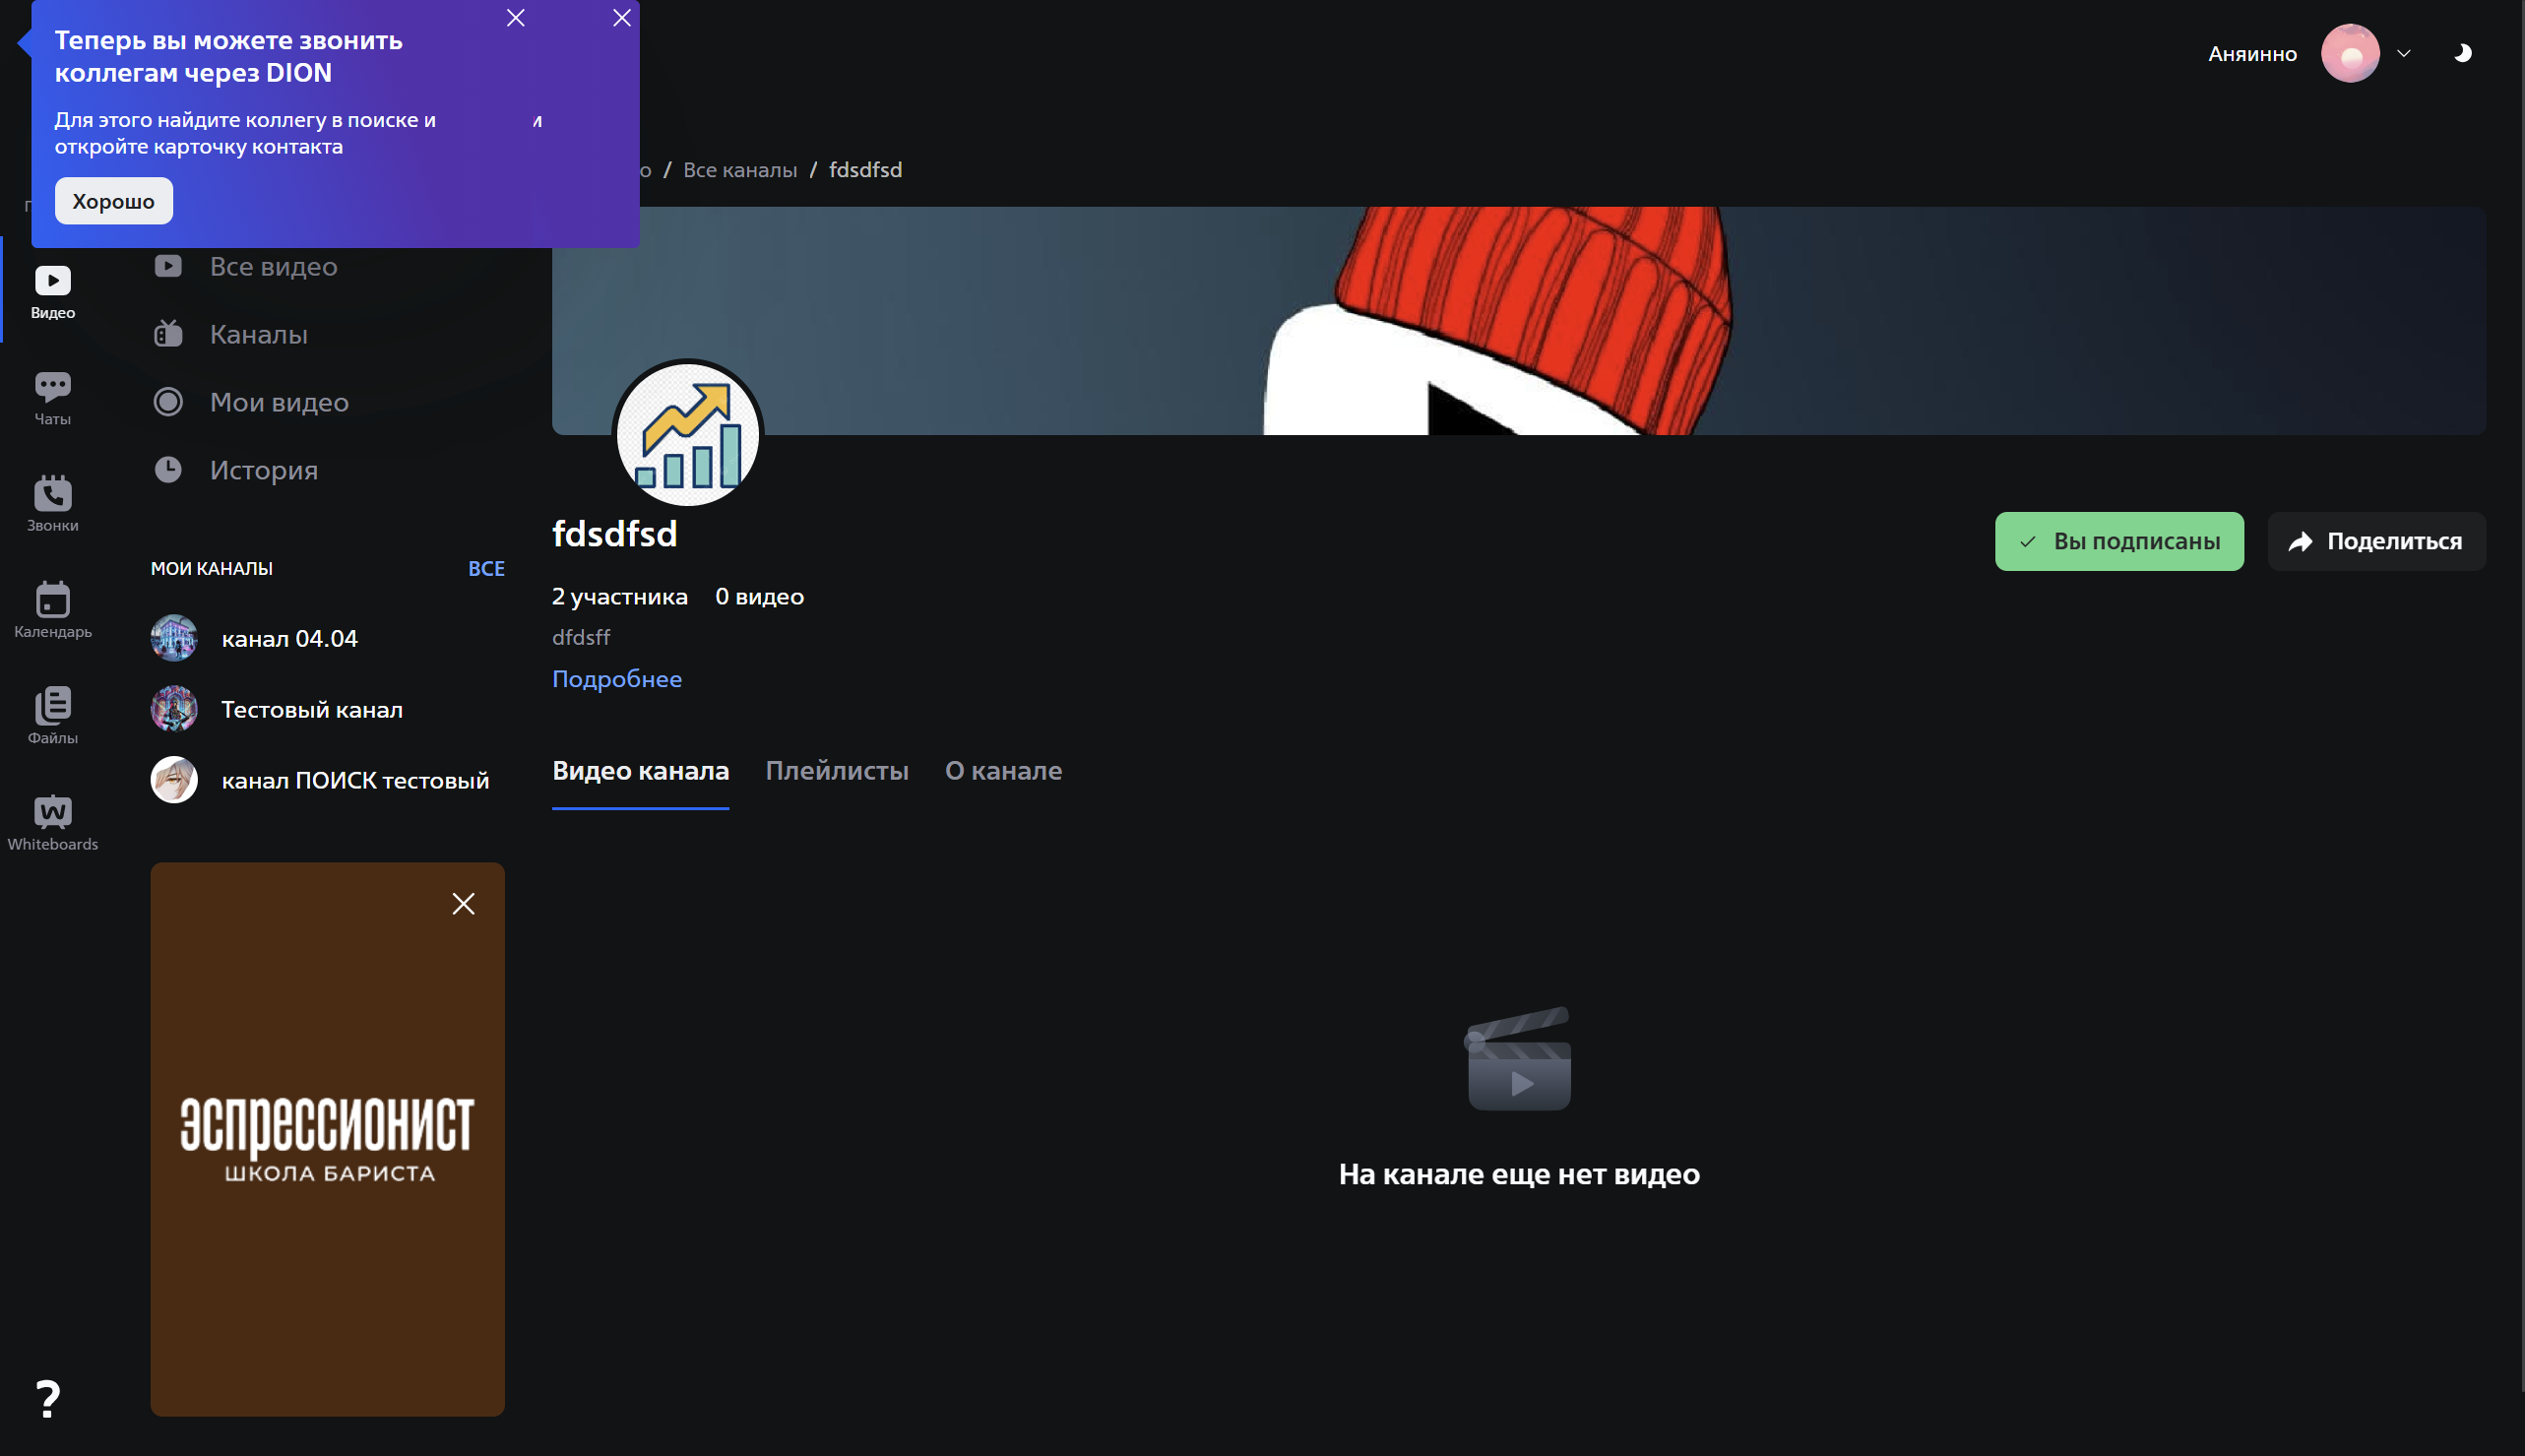 Теперь вы можете звонить
коллегам через DION
Для этого найдите коллегу в поиске и
откройте карточку контакта
Хорошо
Аняинно
/ Все каналы / fdsdfsd
Видео
Чаты
Звонки
Календарь
Файлы
Whiteboards
Все видео
Каналы
Мои видео
История
МОИ КАНАЛЫ ВСЕ
канал 04.04
Тестовый канал
канал ПОИСК тестовый
ЭСПРЕССИОНИСТ
ШКОЛА БАРИСТА
fdsdfsd
Вы подписаны
Поделиться
2 участника 0 видео
dfdsff
Подробнее
Видео канала Плейлисты О канале
На канале еще нет видео
?